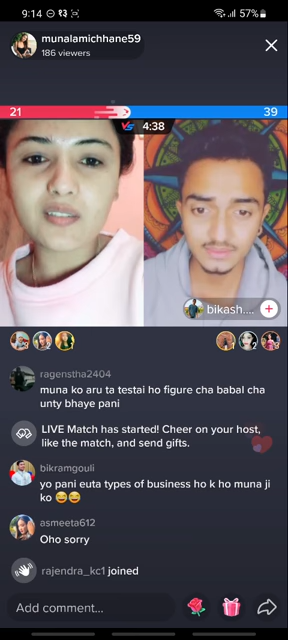 9:14 १३ 57%
munalamichhane59
186 viewers
21 39
VS 4:38
bikash....
ragenstha2404
muna ko aru ta testai ho figure cha babal cha
unty bhaye pani
LIVE Match has started! Cheer on your host,
like the match, and send gifts.
bikramgouli
yo pani euta types of business ho k ho muna ji
ko 😂😂
asmeeta612
Oho sorry
rajendra_kc1 joined
Add comment...